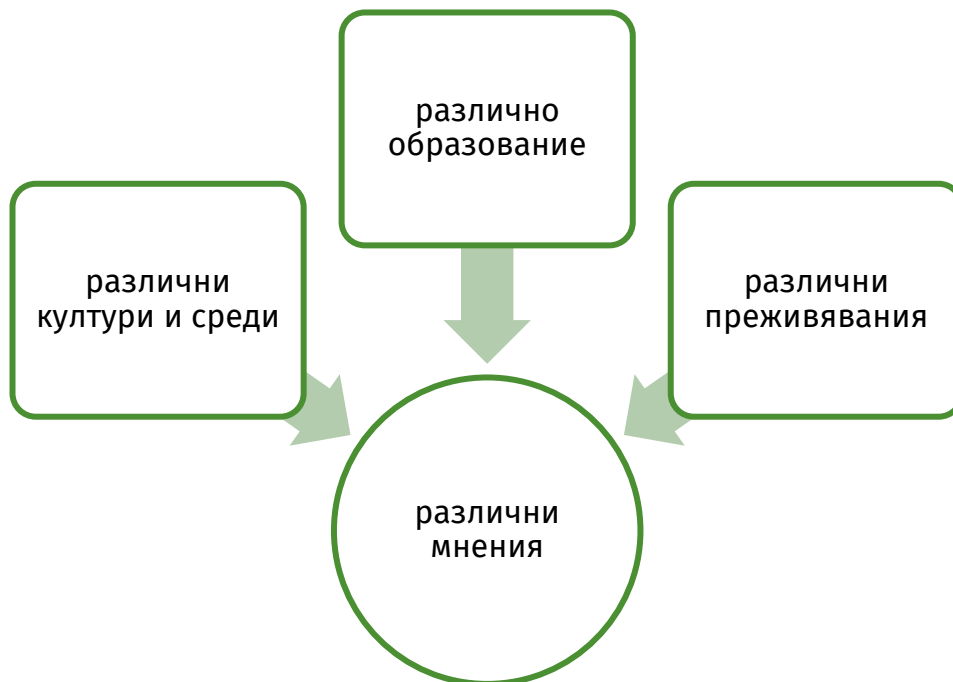 различно
образование
различни
култури и среди
различни
преживявания
различни
мнения